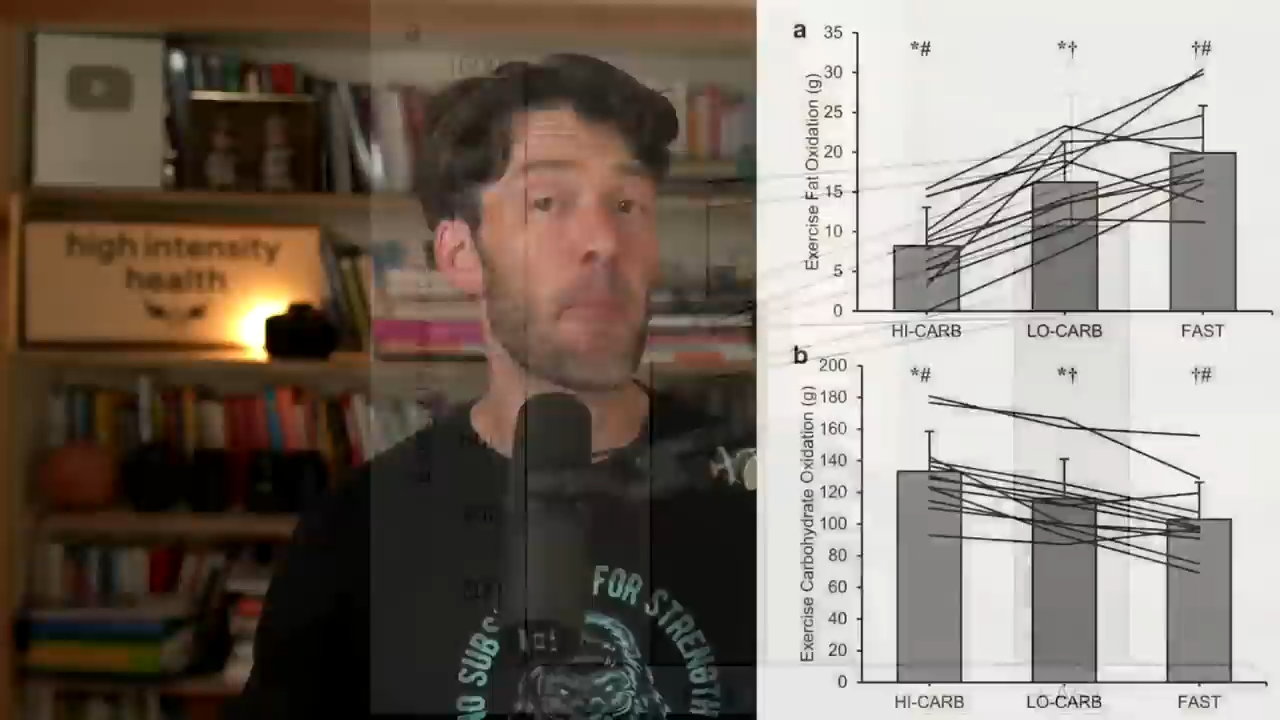 high intensity
health
FOR STRENGTH
NO SUBS
a
35
30
25
20
15
10
5
0
Exercise Fat Oxidation (g)
*#
*†
†#
HI-CARB
LO-CARB
FAST
b
200
180
160
140
120
100
80
60
40
20
0
Exercise Carbohydrate Oxidation (g)
*#
*†
†#
HI-CARB
LO-CARB
FAST